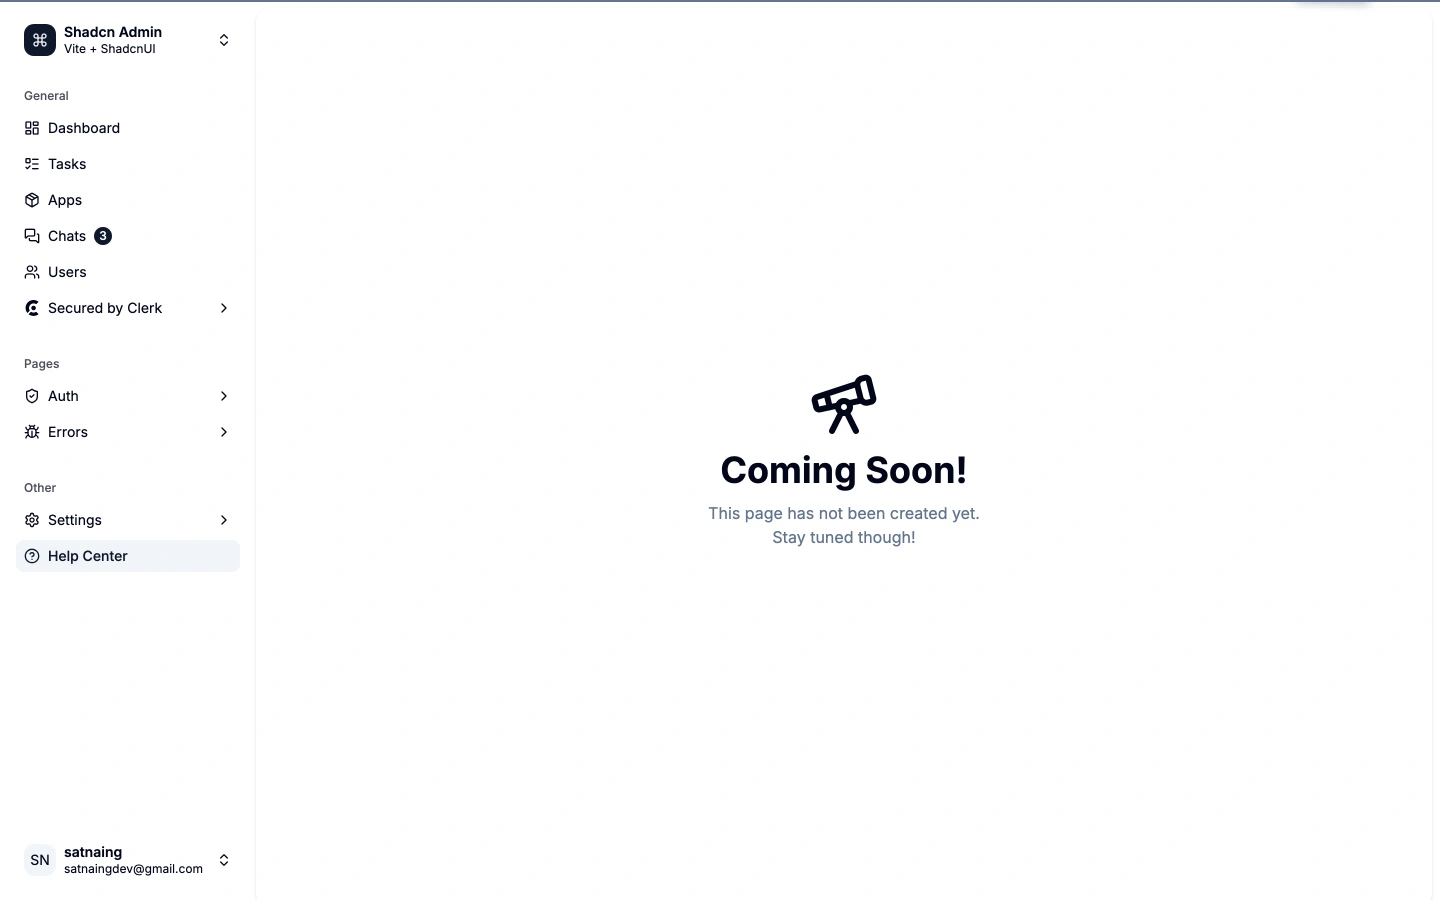 Shadcn Admin
Vite + ShadcnUI
General
Dashboard
Tasks
Apps
Chats 3
Users
Secured by Clerk
Pages
Auth
Errors
Other
Settings
Help Center
SN
satnaing
satnaingdev@gmail.com
Coming Soon!
This page has not been created yet.
Stay tuned though!